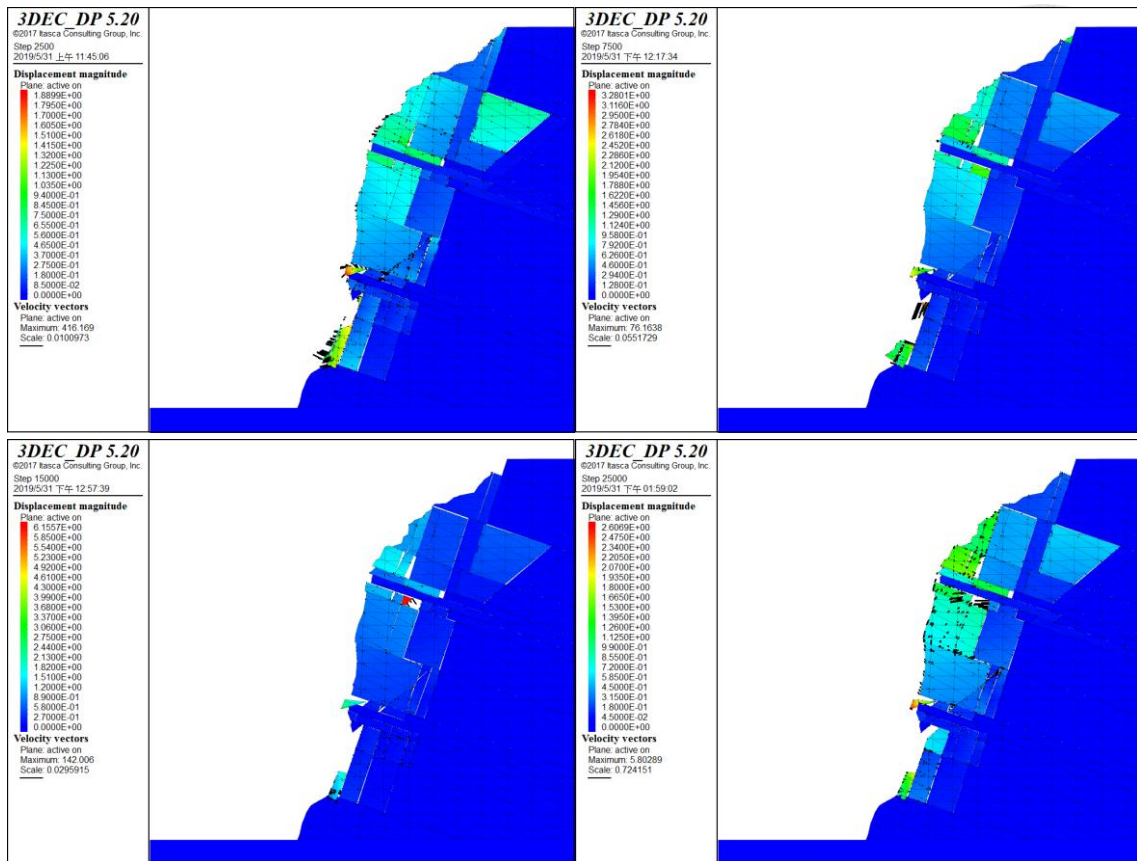 3DEC_DP 5.20
©2017 Itasca Consulting Group, Inc.
Step 2500
2019/5/31 上午 11:45:06
Displacement magnitude
Plane: active on
1.8899E+00
1.7950E+00
1.7000E+00
1.6050E+00
1.5100E+00
1.4150E+00
1.3200E+00
1.2250E+00
1.1300E+00
1.0350E+00
9.4000E-01
8.4500E-01
7.5000E-01
6.5500E-01
5.6000E-01
4.6500E-01
3.7000E-01
2.7500E-01
1.8000E-01
8.5000E-02
0.0000E+00
Velocity vectors
Plane: active on
Maximum: 416.169
Scale: 0.0100973
3DEC_DP 5.20
©2017 Itasca Consulting Group, Inc.
Step 7500
2019/5/31 下午 12:17:34
Displacement magnitude
Plane: active on
3.2801E+00
3.1160E+00
2.9500E+00
2.7840E+00
2.6180E+00
2.4520E+00
2.2860E+00
2.1200E+00
1.9540E+00
1.7880E+00
1.6220E+00
1.4560E+00
1.2900E+00
1.1240E+00
9.5800E-01
7.9200E-01
6.2600E-01
4.6000E-01
2.9400E-01
1.2800E-01
0.0000E+00
Velocity vectors
Plane: active on
Maximum: 76.1638
Scale: 0.0551729
3DEC_DP 5.20
©2017 Itasca Consulting Group, Inc.
Step 15000
2019/5/31 下午 12:57:39
Displacement magnitude
Plane: active on
6.1557E+00
5.8500E+00
5.5400E+00
5.2300E+00
4.9200E+00
4.6100E+00
4.3000E+00
3.9900E+00
3.6800E+00
3.3700E+00
3.0600E+00
2.7500E+00
2.4400E+00
2.1300E+00
1.8200E+00
1.5100E+00
1.2000E+00
8.9000E-01
5.8000E-01
2.7000E-01
0.0000E+00
Velocity vectors
Plane: active on
Maximum: 142.006
Scale: 0.0295915
3DEC_DP 5.20
©2017 Itasca Consulting Group, Inc.
Step 25000
2019/5/31 下午 01:59:02
Displacement magnitude
Plane: active on
2.6069E+00
2.4750E+00
2.3400E+00
2.2050E+00
2.0700E+00
1.9350E+00
1.8000E+00
1.6650E+00
1.5300E+00
1.3950E+00
1.2600E+00
1.1250E+00
9.9000E-01
8.5500E-01
7.2000E-01
5.8500E-01
4.5000E-01
3.1500E-01
1.8000E-01
4.5000E-02
0.0000E+00
Velocity vectors
Plane: active on
Maximum: 5.80289
Scale: 0.724151